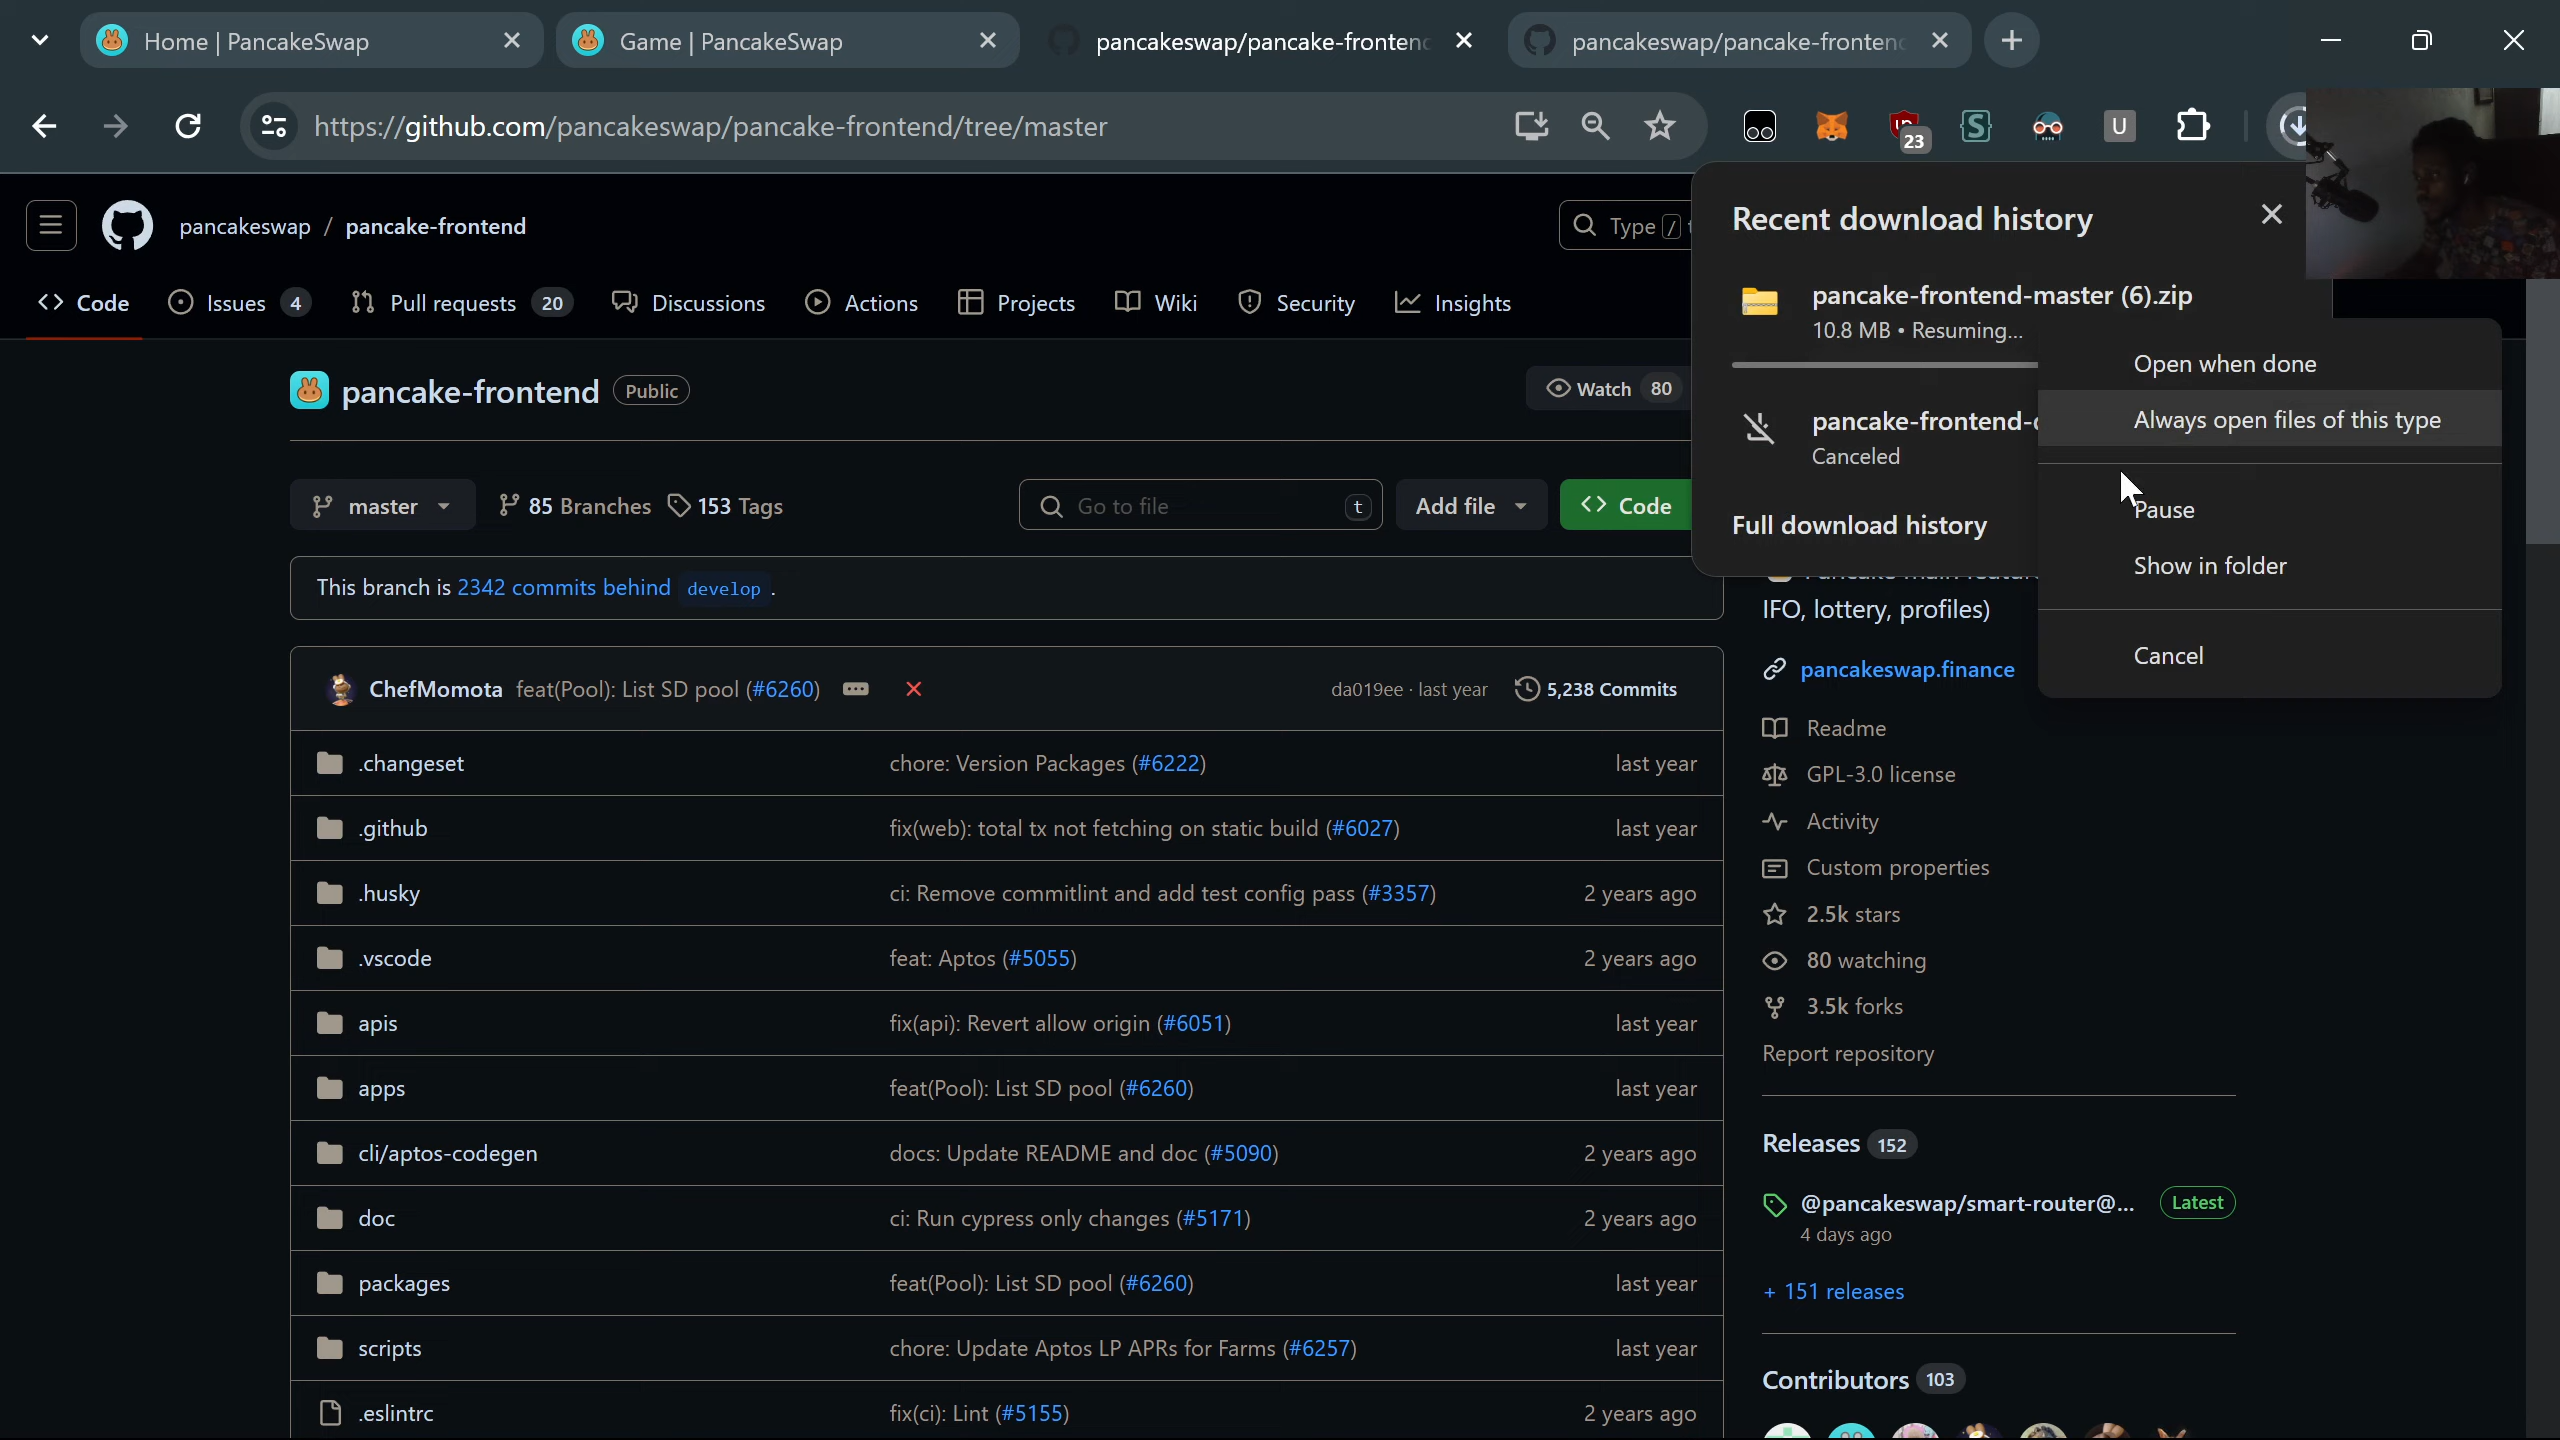 Home | PancakeSwap
Game | PancakeSwap
pancakeswap/pancake-frontend
pancakeswap/pancake-frontend
https://github.com/pancakeswap/pancake-frontend/tree/master
23
U
pancakeswap / pancake-frontend
Type /
Code
Issues 4
Pull requests 20
Discussions
Actions
Projects
Wiki
Security
Insights
Recent download history
pancake-frontend-master (6).zip
10.8 MB • Resuming...
pancake-frontend-
Canceled
Full download history
Open when done
Always open files of this type
Pause
Show in folder
Cancel
pancake-frontend Public
Watch 80
master
85 Branches
153 Tags
Go to file t
Add file
Code
This branch is 2342 commits behind develop .
ChefMomota feat(Pool): List SD pool (#6260)
da019ee · last year
5,238 Commits
.changeset chore: Version Packages (#6222) last year
.github fix(web): total tx not fetching on static build (#6027) last year
.husky ci: Remove commitlint and add test config pass (#3357) 2 years ago
.vscode feat: Aptos (#5055) 2 years ago
apis fix(api): Revert allow origin (#6051) last year
apps feat(Pool): List SD pool (#6260) last year
cli/aptos-codegen docs: Update README and doc (#5090) 2 years ago
doc ci: Run cypress only changes (#5171) 2 years ago
packages feat(Pool): List SD pool (#6260) last year
scripts chore: Update Aptos LP APRs for Farms (#6257) last year
.eslintrc fix(ci): Lint (#5155) 2 years ago
IFO, lottery, profiles)
pancakeswap.finance
Readme
GPL-3.0 license
Activity
Custom properties
2.5k stars
80 watching
3.5k forks
Report repository
Releases 152
@pancakeswap/smart-router@... Latest
4 days ago
+ 151 releases
Contributors 103